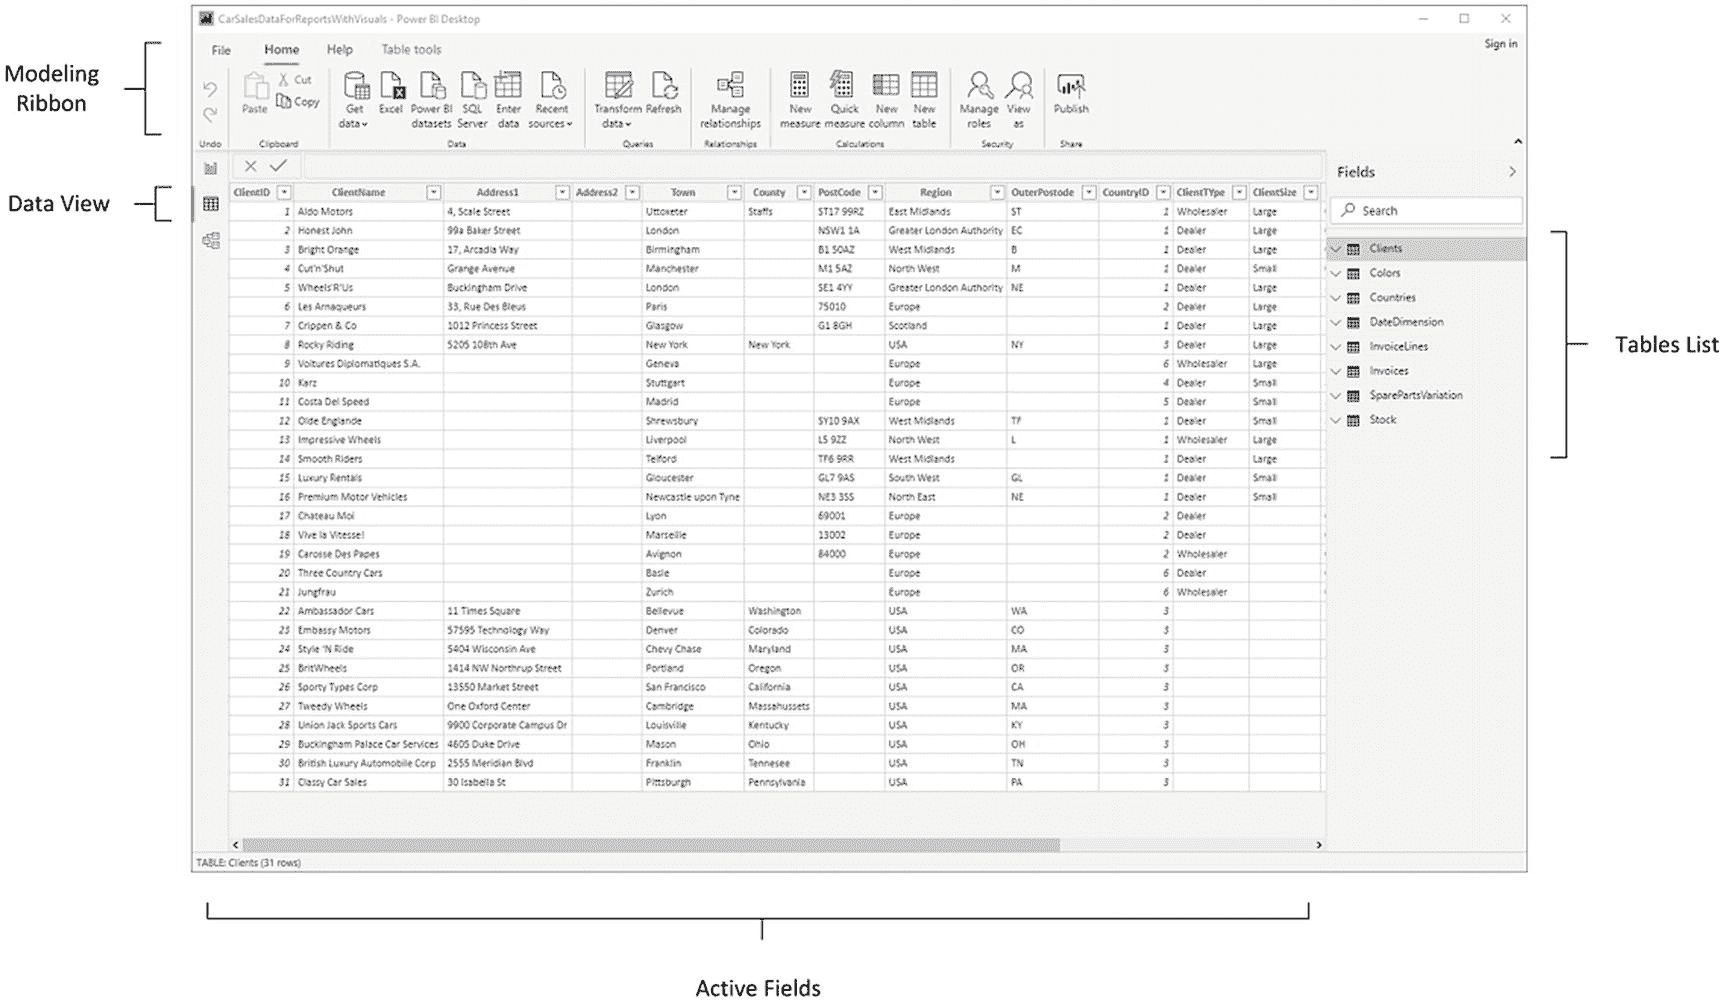 CarSalesDataForReportsWithVisuals - Power BI Desktop
Sign in
File Home Help Table tools
Modeling
Ribbon
Cut
Copy
Paste
Get
data
Excel
Power BI
datasets
SQL
Server
Enter
data
Recent
sources
Transform
data
Refresh
Manage
relationships
New
measure
Quick
measure
New
column
New
table
Manage
roles
View
as
Publish
Undo Clipboard Data Queries Relationships Calculations Security Share
Data View
ClientID ClientName Address1 Address2 Town County PostCode Region OuterPostode CountryID ClientTYpe ClientSize
1 Aldo Motors 4, Scale Street Uttoxeter Staffs ST17 99RZ East Midlands ST 1 Wholesaler Large
2 Honest John 99a Baker Street London NSW1 1A Greater London Authority EC 1 Dealer Large
3 Bright Orange 17, Arcadia Way Birmingham B1 50AZ West Midlands B 1 Dealer Large
4 Cut'n'Shut Grange Avenue Manchester M1 5AZ North West M 1 Dealer Small
5 Wheels'R'Us Buckingham Drive London SE1 4YY Greater London Authority NE 1 Dealer Large
6 Les Arnaqueurs 33, Rue Des Bleus Paris 75010 Europe 2 Dealer Large
7 Crippen & Co 1012 Princess Street Glasgow G1 8GH Scotland 1 Dealer Large
8 Rocky Riding 5205 108th Ave New York New York USA NY 3 Dealer Large
9 Voitures Diplomatiques S.A. Geneva Europe 6 Wholesaler Large
10 Karz Stuttgart Europe 4 Dealer Small
11 Costa Del Speed Madrid Europe 5 Dealer Small
12 Olde Englande Shrewsbury SY10 9AX West Midlands TF 1 Dealer Small
13 Impressive Wheels Liverpool L5 9ZZ North West L 1 Wholesaler Large
14 Smooth Riders Telford TF6 9RR West Midlands 1 Dealer Large
15 Luxury Rentals Gloucester GL7 9AS South West GL 1 Dealer Small
16 Premium Motor Vehicles Newcastle upon Tyne NE3 3SS North East NE 1 Dealer Small
17 Chateau Moi Lyon 69001 Europe 2 Dealer
18 Vive la Vitesse! Marseille 13002 Europe 2 Dealer
19 Carosse Des Papes Avignon 84000 Europe 2 Wholesaler
20 Three Country Cars Basle Europe 6 Dealer
21 Jungfrau Zurich Europe 6 Wholesaler
22 Ambassador Cars 11 Times Square Bellevue Washington USA WA 3
23 Embassy Motors 57595 Technology Way Denver Colorado USA CO 3
24 Style 'N Ride 5404 Wisconsin Ave Chevy Chase Maryland USA MA 3
25 BritWheels 1414 NW Northrup Street Portland Oregon USA OR 3
26 Sporty Types Corp 13550 Market Street San Francisco California USA CA 3
27 Tweedy Wheels One Oxford Center Cambridge Massahussets USA MA 3
28 Union Jack Sports Cars 9900 Corporate Campus Dr Louisville Kentucky USA KY 3
29 Buckingham Palace Car Services 4605 Duke Drive Mason Ohio USA OH 3
30 British Luxury Automobile Corp 2555 Meridian Blvd Franklin Tennesee USA TN 3
31 Classy Car Sales 30 Isabella St Pittsburgh Pennsylvania USA PA 3
Fields
Search
Clients
Colors
Countries
DateDimension
InvoiceLines
Invoices
SparePartsVariation
Stock
Tables List
TABLE: Clients (31 rows)
Active Fields